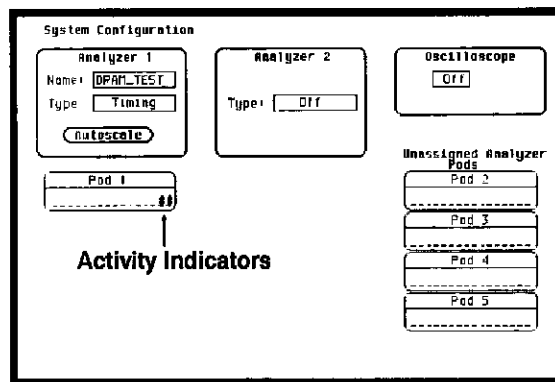 System Configuration
Analyzer 1
Name: DRAM_TEST
Type Timing
Autoscale
Analyzer 2
Type: Off
Oscilloscope
Off
Unassigned Analyzer
Pods
Pod 1
Pod 2
Pod 3
Pod 4
Pod 5
Activity Indicators